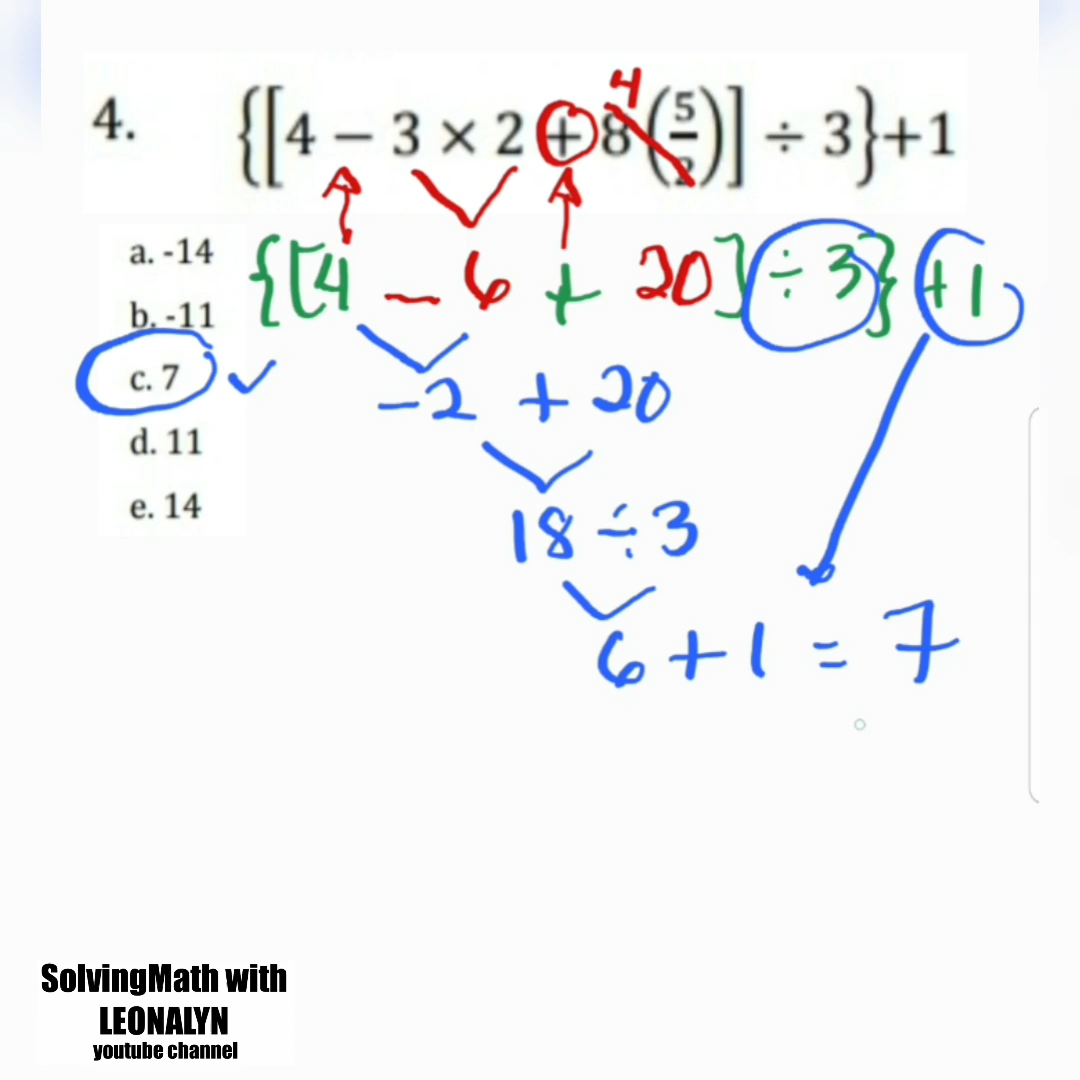 4
4. {[4 − 3 × 2 + 8(5/2)] ÷ 3}+1
a. -14
{[4 − 6 + 20] ÷ 3} +1
b. -11
c. 7
-2 + 20
d. 11
e. 14
18 ÷ 3
6 + 1 = 7
SolvingMath with
LEONALYN
youtube channel